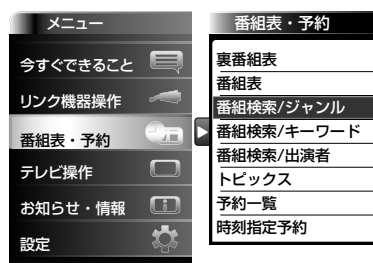 メニュー
今すぐできること
リンク機器操作
番組表・予約
テレビ操作
お知らせ・情報
設定
番組表・予約
裏番組表
番組表
番組検索/ジャンル
番組検索/キーワード
番組検索/出演者
トピックス
予約一覧
時刻指定予約